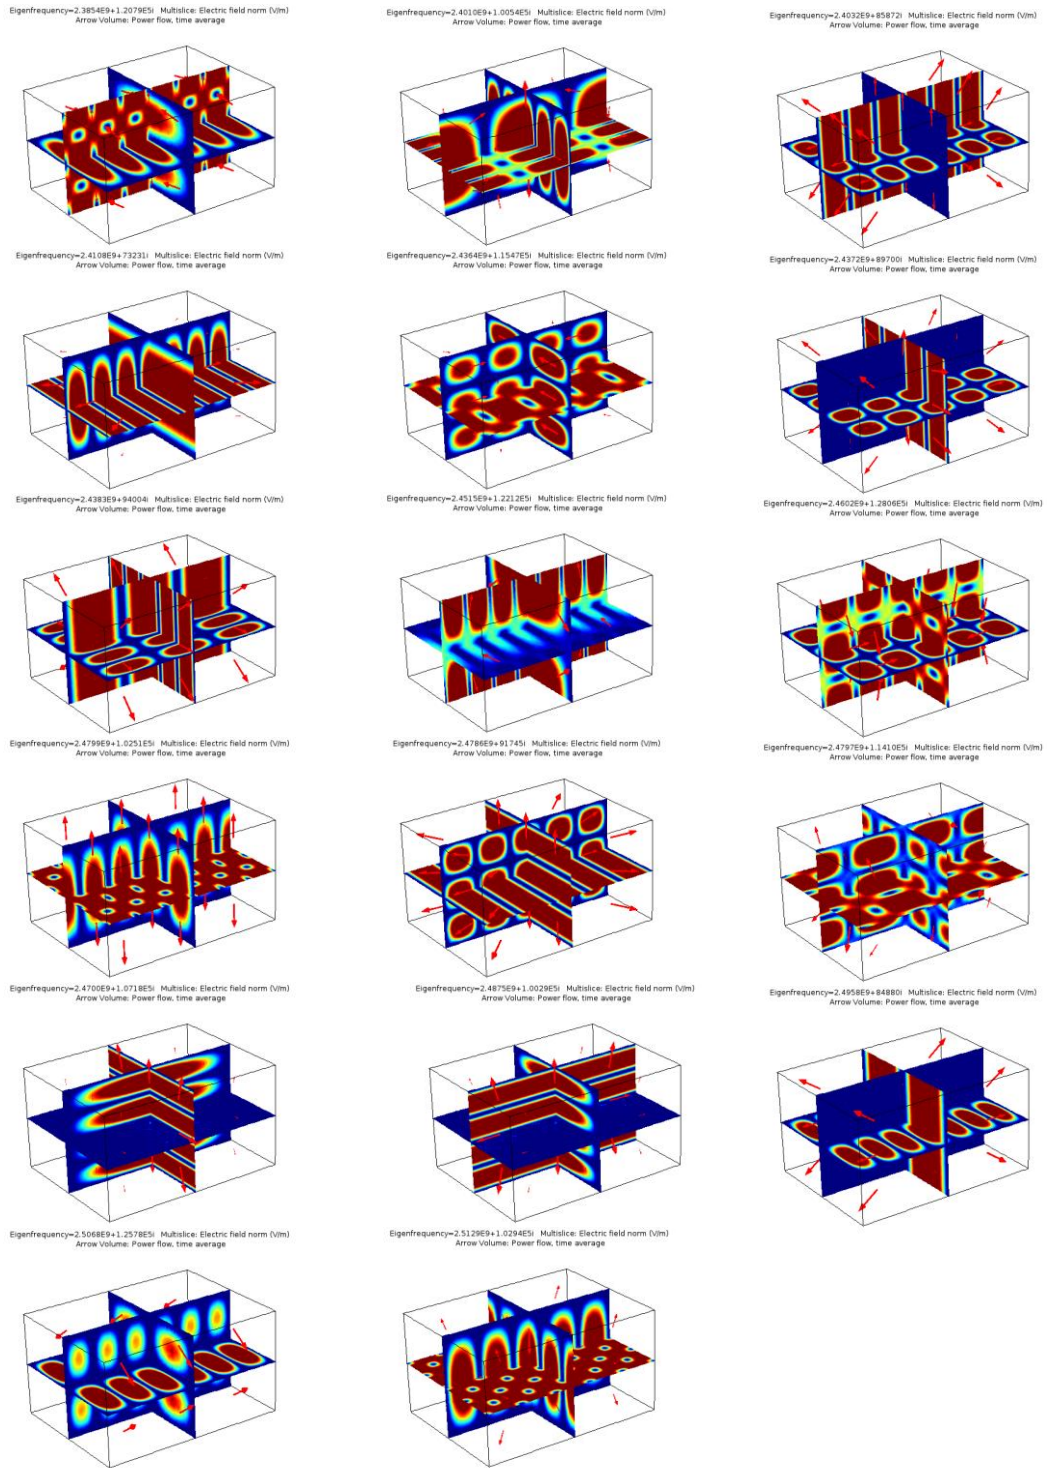 Eigenfrequency=2.3854E9+1.2079E5i Multislice: Electric field norm (V/m)
Arrow Volume: Power flow, time average
Eigenfrequency=2.4010E9+1.0054E5i Multislice: Electric field norm (V/m)
Arrow Volume: Power flow, time average
Eigenfrequency=2.4032E9+85872i Multislice: Electric field norm (V/m)
Arrow Volume: Power flow, time average
Eigenfrequency=2.4108E9+73231i Multislice: Electric field norm (V/m)
Arrow Volume: Power flow, time average
Eigenfrequency=2.4364E9+1.1547E5i Multislice: Electric field norm (V/m)
Arrow Volume: Power flow, time average
Eigenfrequency=2.4372E9+89700i Multislice: Electric field norm (V/m)
Arrow Volume: Power flow, time average
Eigenfrequency=2.4383E9+94004i Multislice: Electric field norm (V/m)
Arrow Volume: Power flow, time average
Eigenfrequency=2.4515E9+1.2212E5i Multislice: Electric field norm (V/m)
Arrow Volume: Power flow, time average
Eigenfrequency=2.4602E9+1.2806E5i Multislice: Electric field norm (V/m)
Arrow Volume: Power flow, time average
Eigenfrequency=2.4799E9+1.0251E5i Multislice: Electric field norm (V/m)
Arrow Volume: Power flow, time average
Eigenfrequency=2.4786E9+91745i Multislice: Electric field norm (V/m)
Arrow Volume: Power flow, time average
Eigenfrequency=2.4797E9+1.1410E5i Multislice: Electric field norm (V/m)
Arrow Volume: Power flow, time average
Eigenfrequency=2.4700E9+1.0718E5i Multislice: Electric field norm (V/m)
Arrow Volume: Power flow, time average
Eigenfrequency=2.4875E9+1.0029E5i Multislice: Electric field norm (V/m)
Arrow Volume: Power flow, time average
Eigenfrequency=2.4958E9+84880i Multislice: Electric field norm (V/m)
Arrow Volume: Power flow, time average
Eigenfrequency=2.5068E9+1.2578E5i Multislice: Electric field norm (V/m)
Arrow Volume: Power flow, time average
Eigenfrequency=2.5129E9+1.0294E5i Multislice: Electric field norm (V/m)
Arrow Volume: Power flow, time average